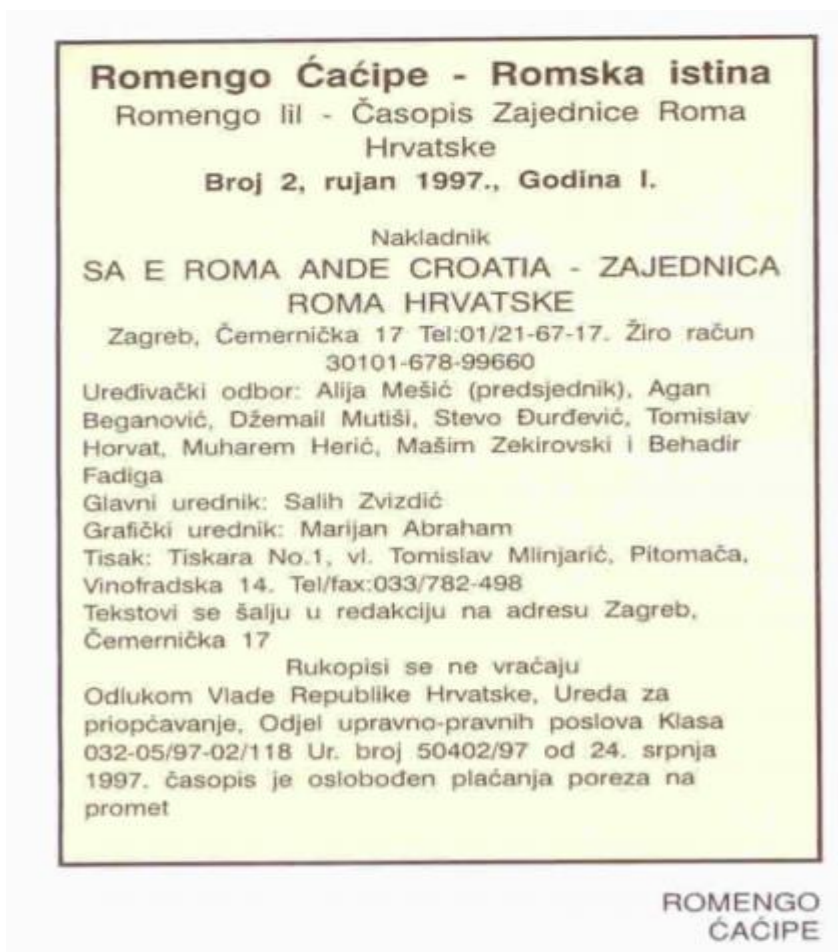 Romengo Ćaćipe - Romska istina
Romengo lil - Časopis Zajednice Roma
Hrvatske
Broj 2, rujan 1997., Godina I.
Nakladnik
SA E ROMA ANDE CROATIA - ZAJEDNICA
ROMA HRVATSKE
Zagreb, Čemernička 17 Tel:01/21-67-17. Žiro račun
30101-678-99660
Uređivački odbor: Alija Mešić (predsjednik), Agan
Beganović, Džemail Mutiši, Stevo Đurđević, Tomislav
Horvat, Muharem Herić, Mašim Zekirovski i Behadir
Fadiga
Glavni urednik: Salih Zvizdić
Grafički urednik: Marijan Abraham
Tisak: Tiskara No.1, vl. Tomislav Mlinjarić, Pitomača,
Vinofradska 14. Tel/fax:033/782-498
Tekstovi se šalju u redakciju na adresu Zagreb,
Čemernička 17
Rukopisi se ne vraćaju
Odlukom Vlade Republike Hrvatske, Ureda za
priopćavanje, Odjel upravno-pravnih poslova Klasa
032-05/97-02/118 Ur. broj 50402/97 od 24. srpnja
1997. časopis je oslobođen plaćanja poreza na
promet
ROMENGO
ĆAĆIPE